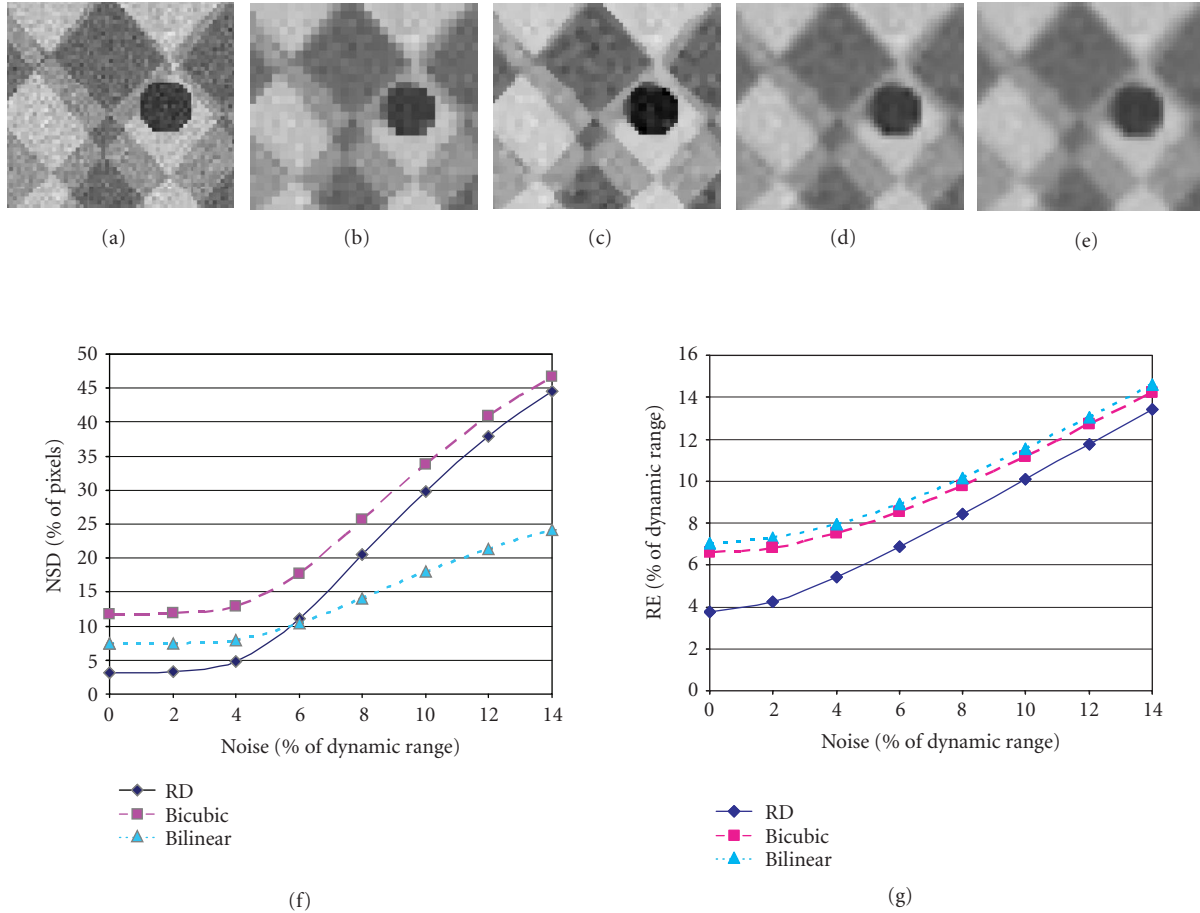 (a)
(b)
(c)
(d)
(e)
50
45
40
35
30
25
20
15
10
5
0
NSD (% of pixels)
0 2 4 6 8 10 12 14
Noise (% of dynamic range)
RD
Bicubic
Bilinear
(f)
16
14
12
10
8
6
4
2
0
RE (% of dynamic range)
0 2 4 6 8 10 12 14
Noise (% of dynamic range)
RD
Bicubic
Bilinear
(g)